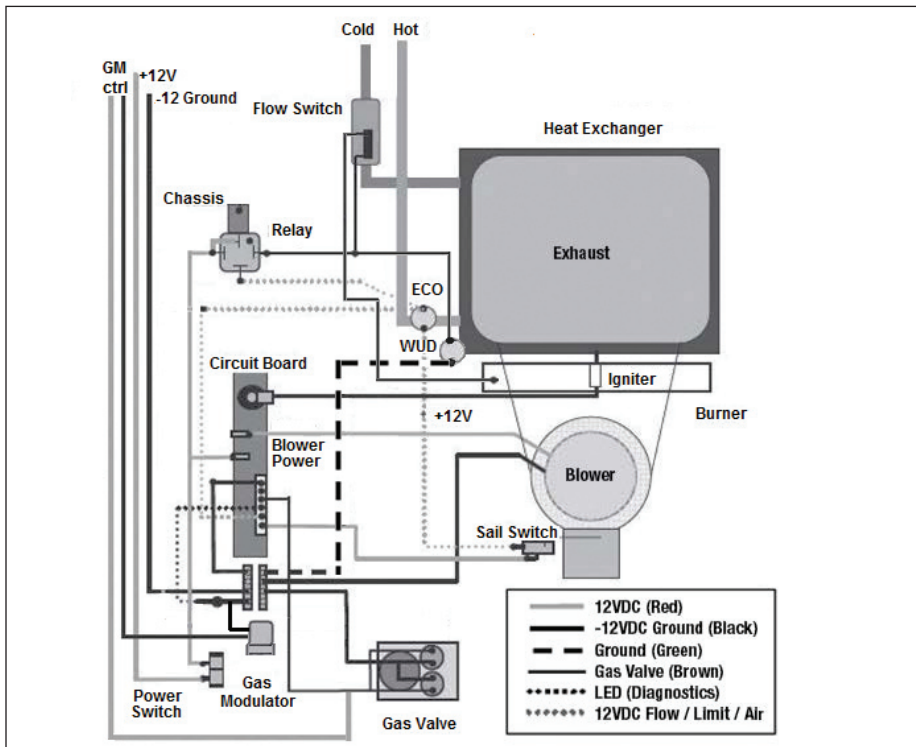 Cold Hot
GM
ctrl
+12V
-12 Ground
Flow Switch
Heat Exchanger
Chassis
Relay
Exhaust
ECO
WUD
Circuit Board
Igniter
Burner
+12V
Blower
Power
Blower
Sail Switch
Power
Switch
Gas
Modulator
Gas Valve
12VDC (Red)
-12VDC Ground (Black)
Ground (Green)
Gas Valve (Brown)
LED (Diagnostics)
12VDC Flow / Limit / Air